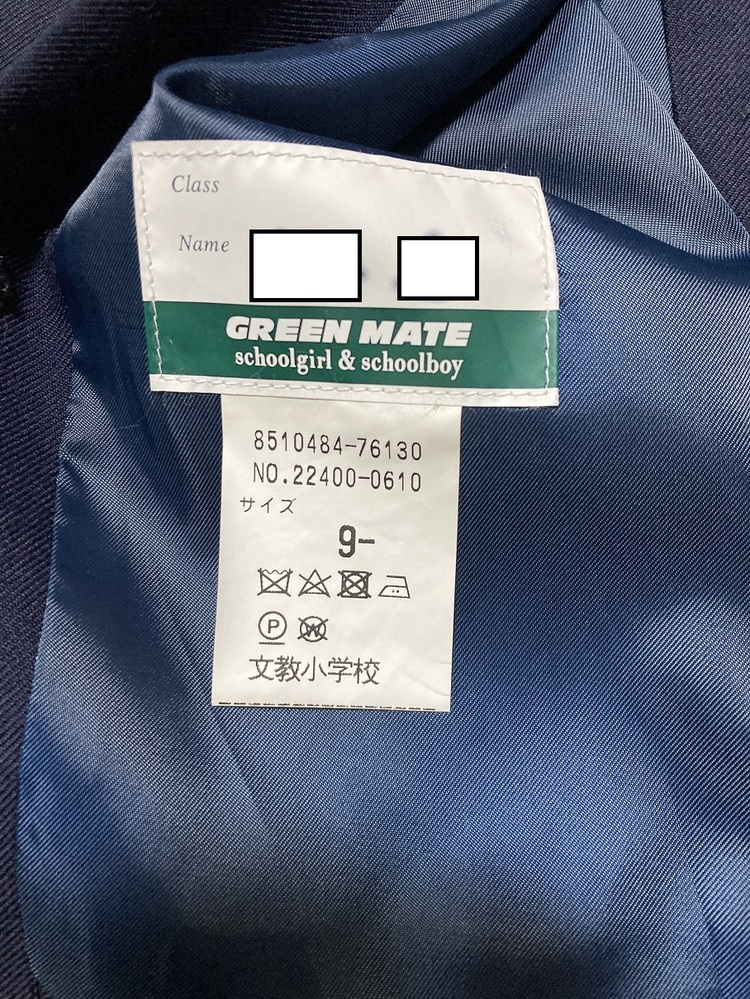 Class
Name
GREEN MATE
schoolgirl & schoolboy
8510484-76130
NO.22400-0610
サイズ
9-
P
W
文教小学校